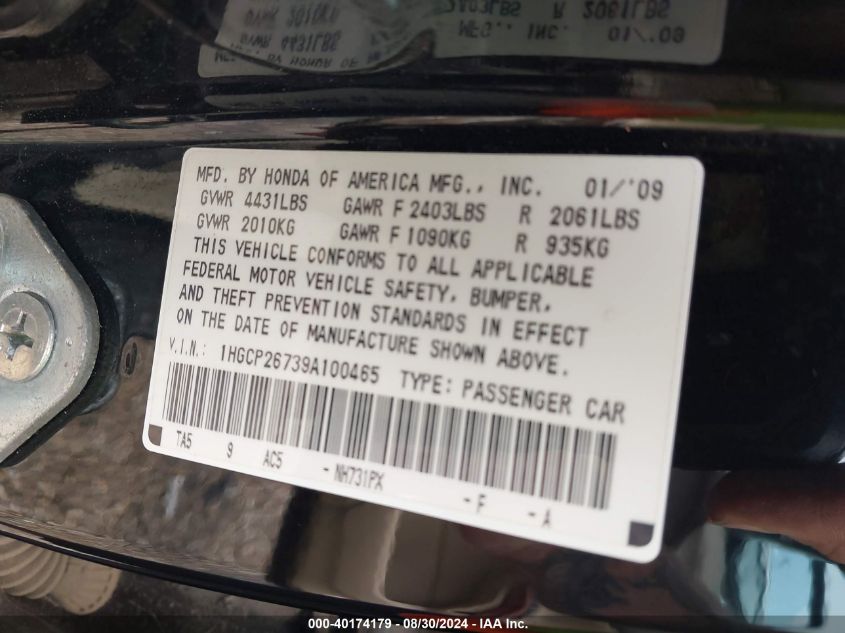 MFD. BY HONDA OF AMERICA MFG., INC. 01/'09
GVWR 4431LBS GAWR F 2403LBS R 2061LBS
GVWR 2010KG GAWR F 1090KG R 935KG
THIS VEHICLE CONFORMS TO ALL APPLICABLE
FEDERAL MOTOR VEHICLE SAFETY, BUMPER,
AND THEFT PREVENTION STANDARDS IN EFFECT
ON THE DATE OF MANUFACTURE SHOWN ABOVE.
V.I.N.: 1HGCP26739A100465 TYPE: PASSENGER CAR
TA5 9 AC5 -NH731PX -F -A
000-40174179 - 08/30/2024 - IAA Inc.